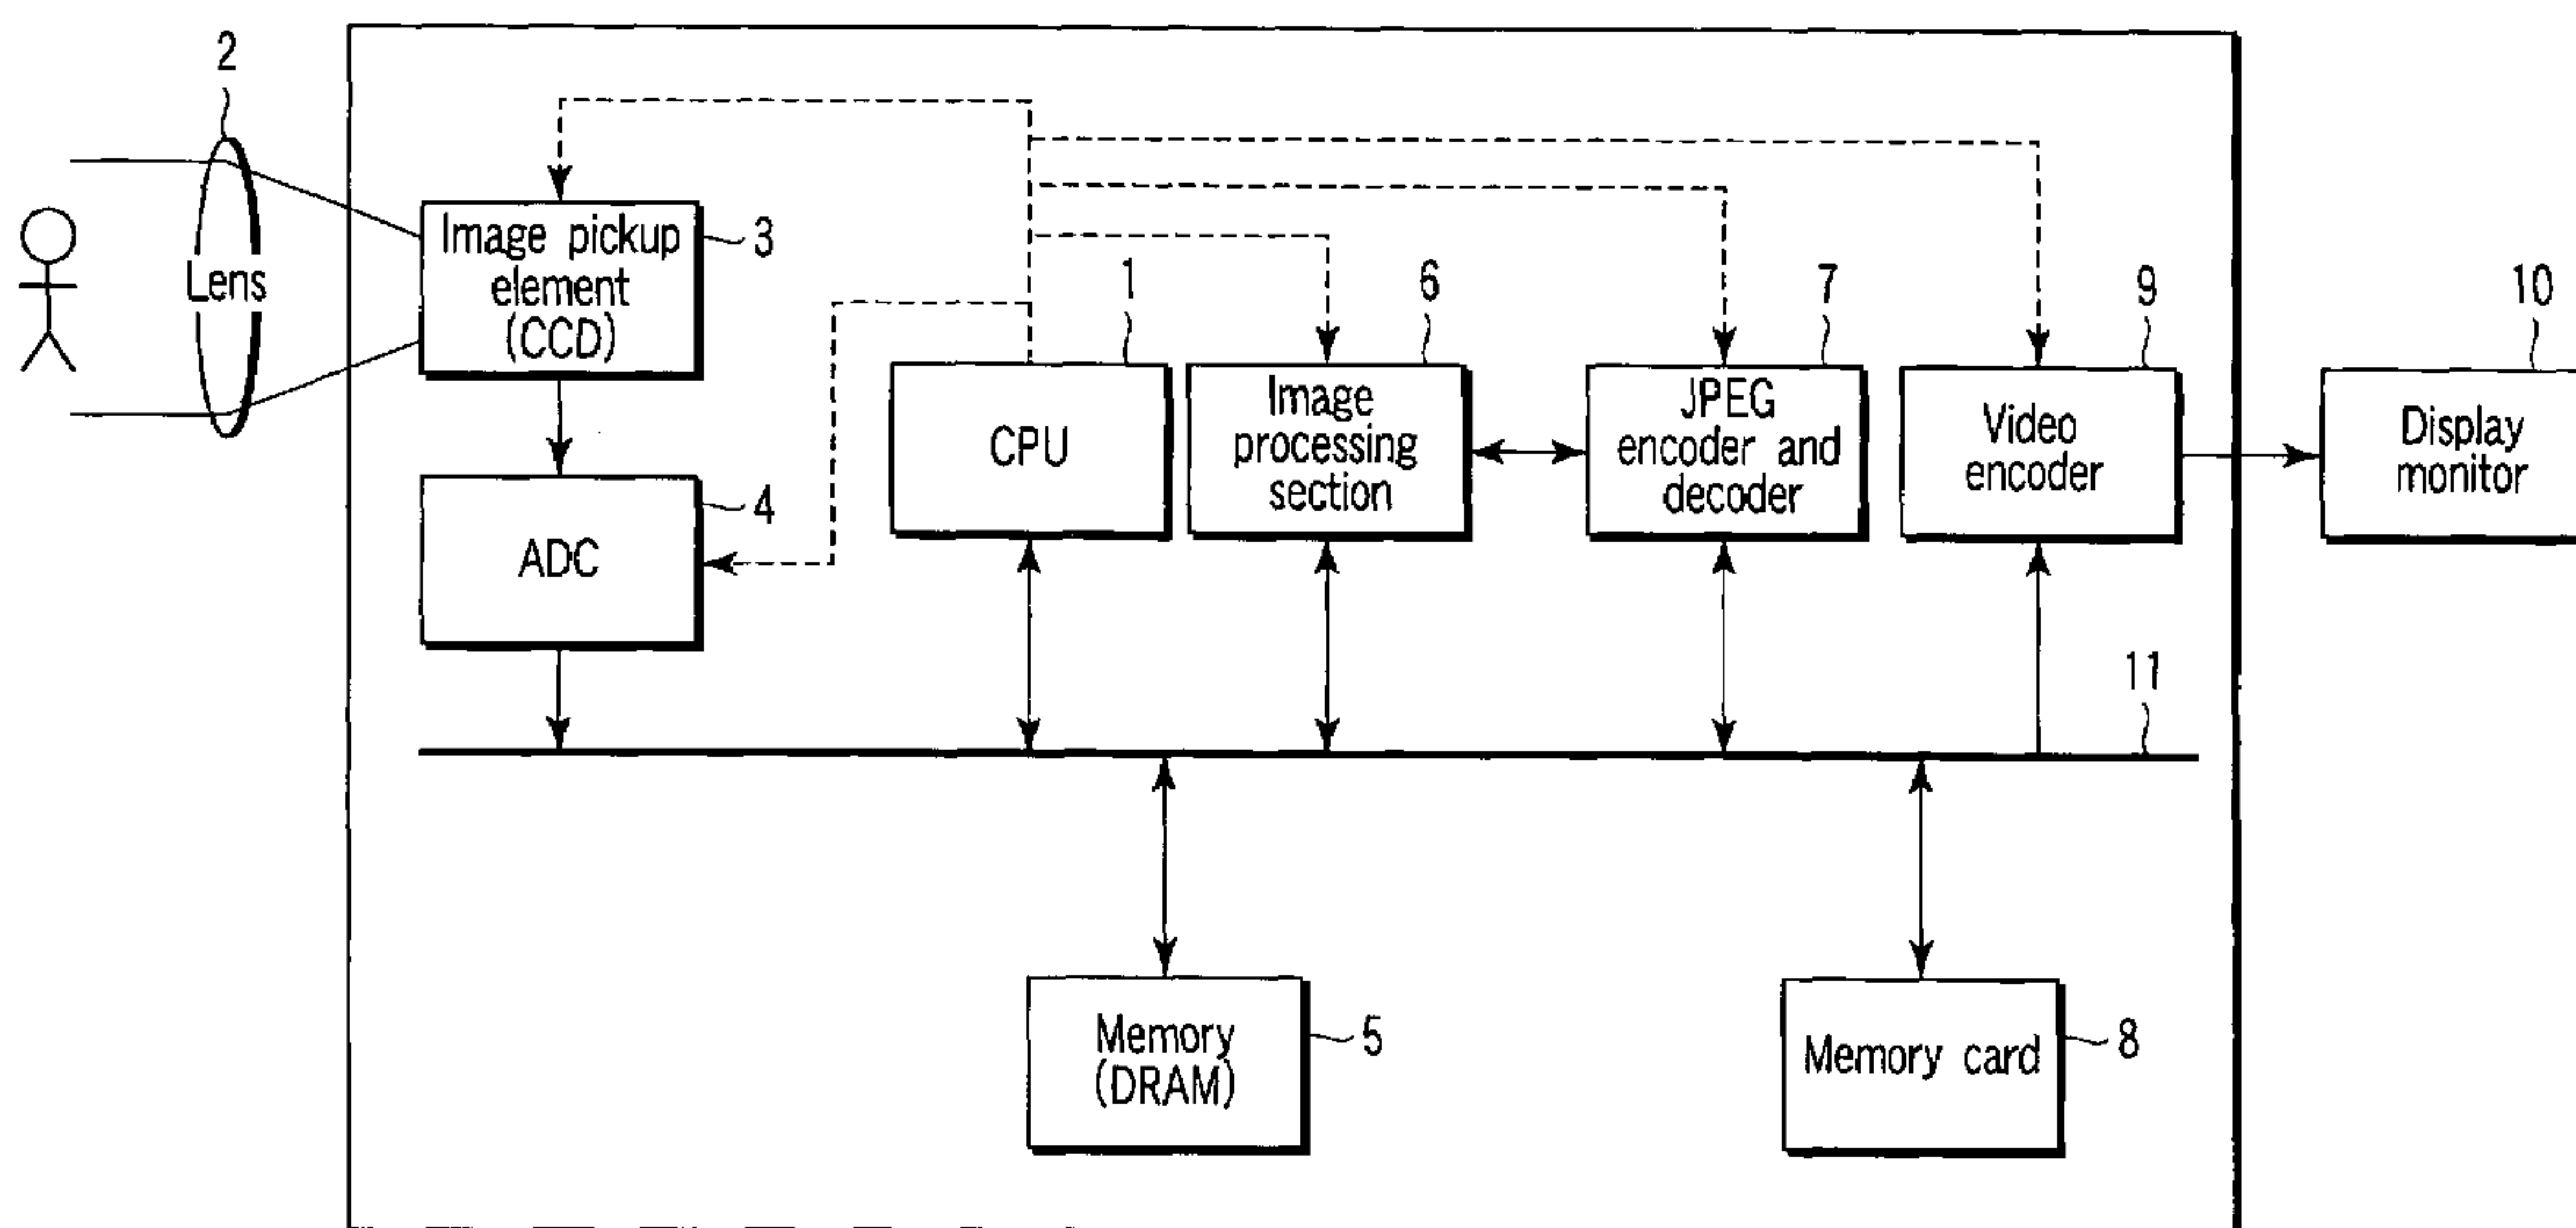 2
Lens
Image pickup
element
(CCD)
3
ADC
4
1
CPU
6
Image
processing
section
7
JPEG
encoder and
decoder
9
Video
encoder
10
Display
monitor
11
Memory
(DRAM)
5
Memory card
8